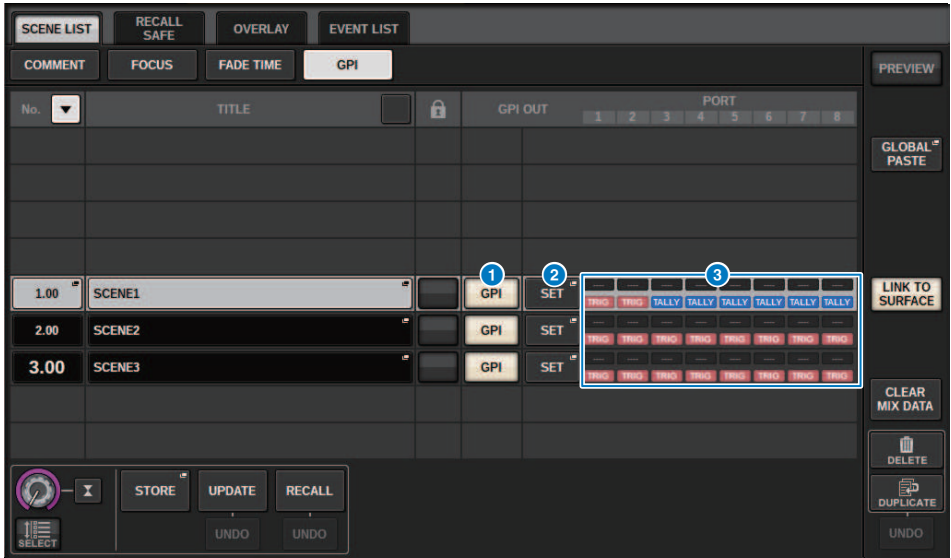 SCENE LIST
RECALL
SAFE
OVERLAY
EVENT LIST
COMMENT
FOCUS
FADE TIME
GPI
PREVIEW
No.
TITLE
GPI OUT
PORT
1 2 3 4 5 6 7 8
GLOBAL
PASTE
1 2 3
1.00 SCENE1 GPI SET
— — — — — — — —
TRIG TRIG TALLY TALLY TALLY TALLY TALLY TALLY
LINK TO
SURFACE
2.00 SCENE2 GPI SET
— — — — — — — —
TRIG TRIG TRIG TRIG TRIG TRIG TRIG TRIG
3.00 SCENE3 GPI SET
— — — — — — — —
TRIG TRIG TRIG TRIG TRIG TRIG TRIG TRIG
CLEAR
MIX DATA
DELETE
STORE
UPDATE
RECALL
DUPLICATE
SELECT
UNDO
UNDO
UNDO